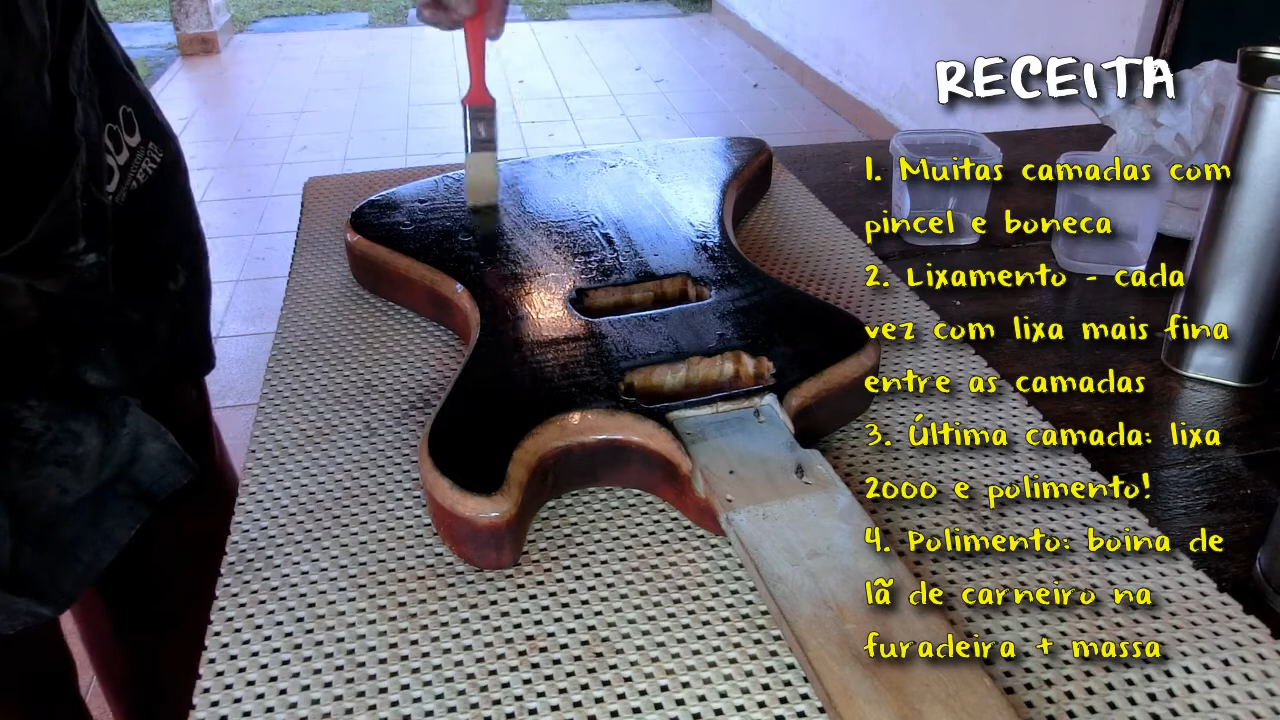 RECEITA
1. Muitas camadas com
pincel e boneca
2. Lixamento - cada
vez com lixa mais fina
entre as camadas
3. Última camada: lixa
2000 e polimento!
4. Polimento: boina de
lã de carneiro na
furadeira + massa